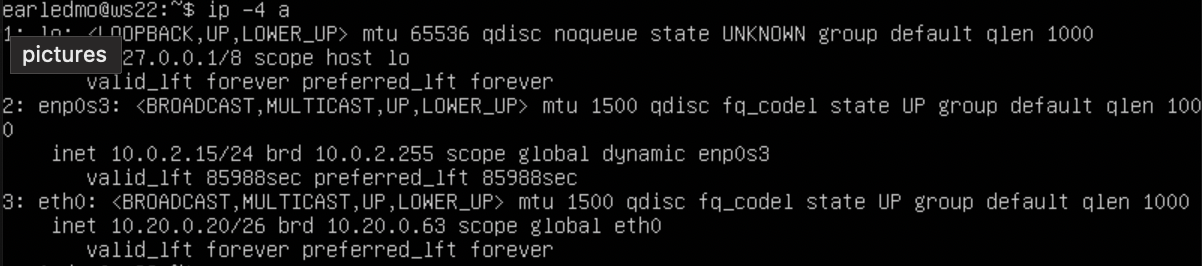 earledmo@ws22:~$ ip -4 a
1: lo: <LOOPBACK,UP,LOWER_UP> mtu 65536 qdisc noqueue state UNKNOWN group default qlen 1000
pictures
27.0.0.1/8 scope host lo
valid_lft forever preferred_lft forever
2: enp0s3: <BROADCAST,MULTICAST,UP,LOWER_UP> mtu 1500 qdisc fq_codel state UP group default qlen 100
0
inet 10.0.2.15/24 brd 10.0.2.255 scope global dynamic enp0s3
valid_lft 85988sec preferred_lft 85988sec
3: eth0: <BROADCAST,MULTICAST,UP,LOWER_UP> mtu 1500 qdisc fq_codel state UP group default qlen 1000
inet 10.20.0.20/26 brd 10.20.0.63 scope global eth0
valid_lft forever preferred_lft forever